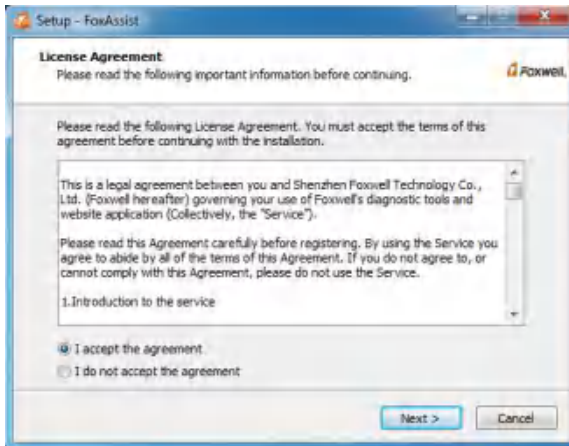 Setup - FoxAssist
License Agreement
Please read the following important information before continuing.
Foxwell
Please read the following License Agreement. You must accept the terms of this
agreement before continuing with the installation.
This is a legal agreement between you and Shenzhen Foxwell Technology Co.,
Ltd. (Foxwell hereafter) governing your use of Foxwell's diagnostic tools and
website application (Collectively, the "Service").
Please read this Agreement carefully before registering. By using the Service you
agree to abide by all of the terms of this Agreement. If you do not agree to, or
cannot comply with this Agreement, please do not use the Service.
1.Introduction to the service
I accept the agreement
I do not accept the agreement
Next >
Cancel